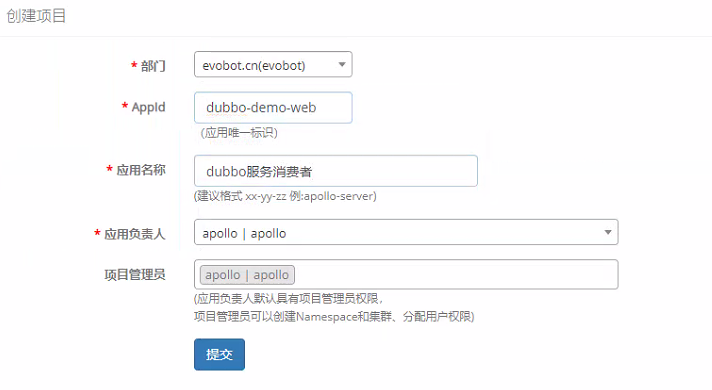 创建项目
* 部门 evobot.cn(evobot)
* AppId dubbo-demo-web
(应用唯一标识)
* 应用名称 dubbo服务消费者
(建议格式 xx-yy-zz 例:apollo-server)
* 应用负责人 apollo | apollo
项目管理员 apollo | apollo
(应用负责人默认具有项目管理员权限，
项目管理员可以创建Namespace和集群、分配用户权限)
提交